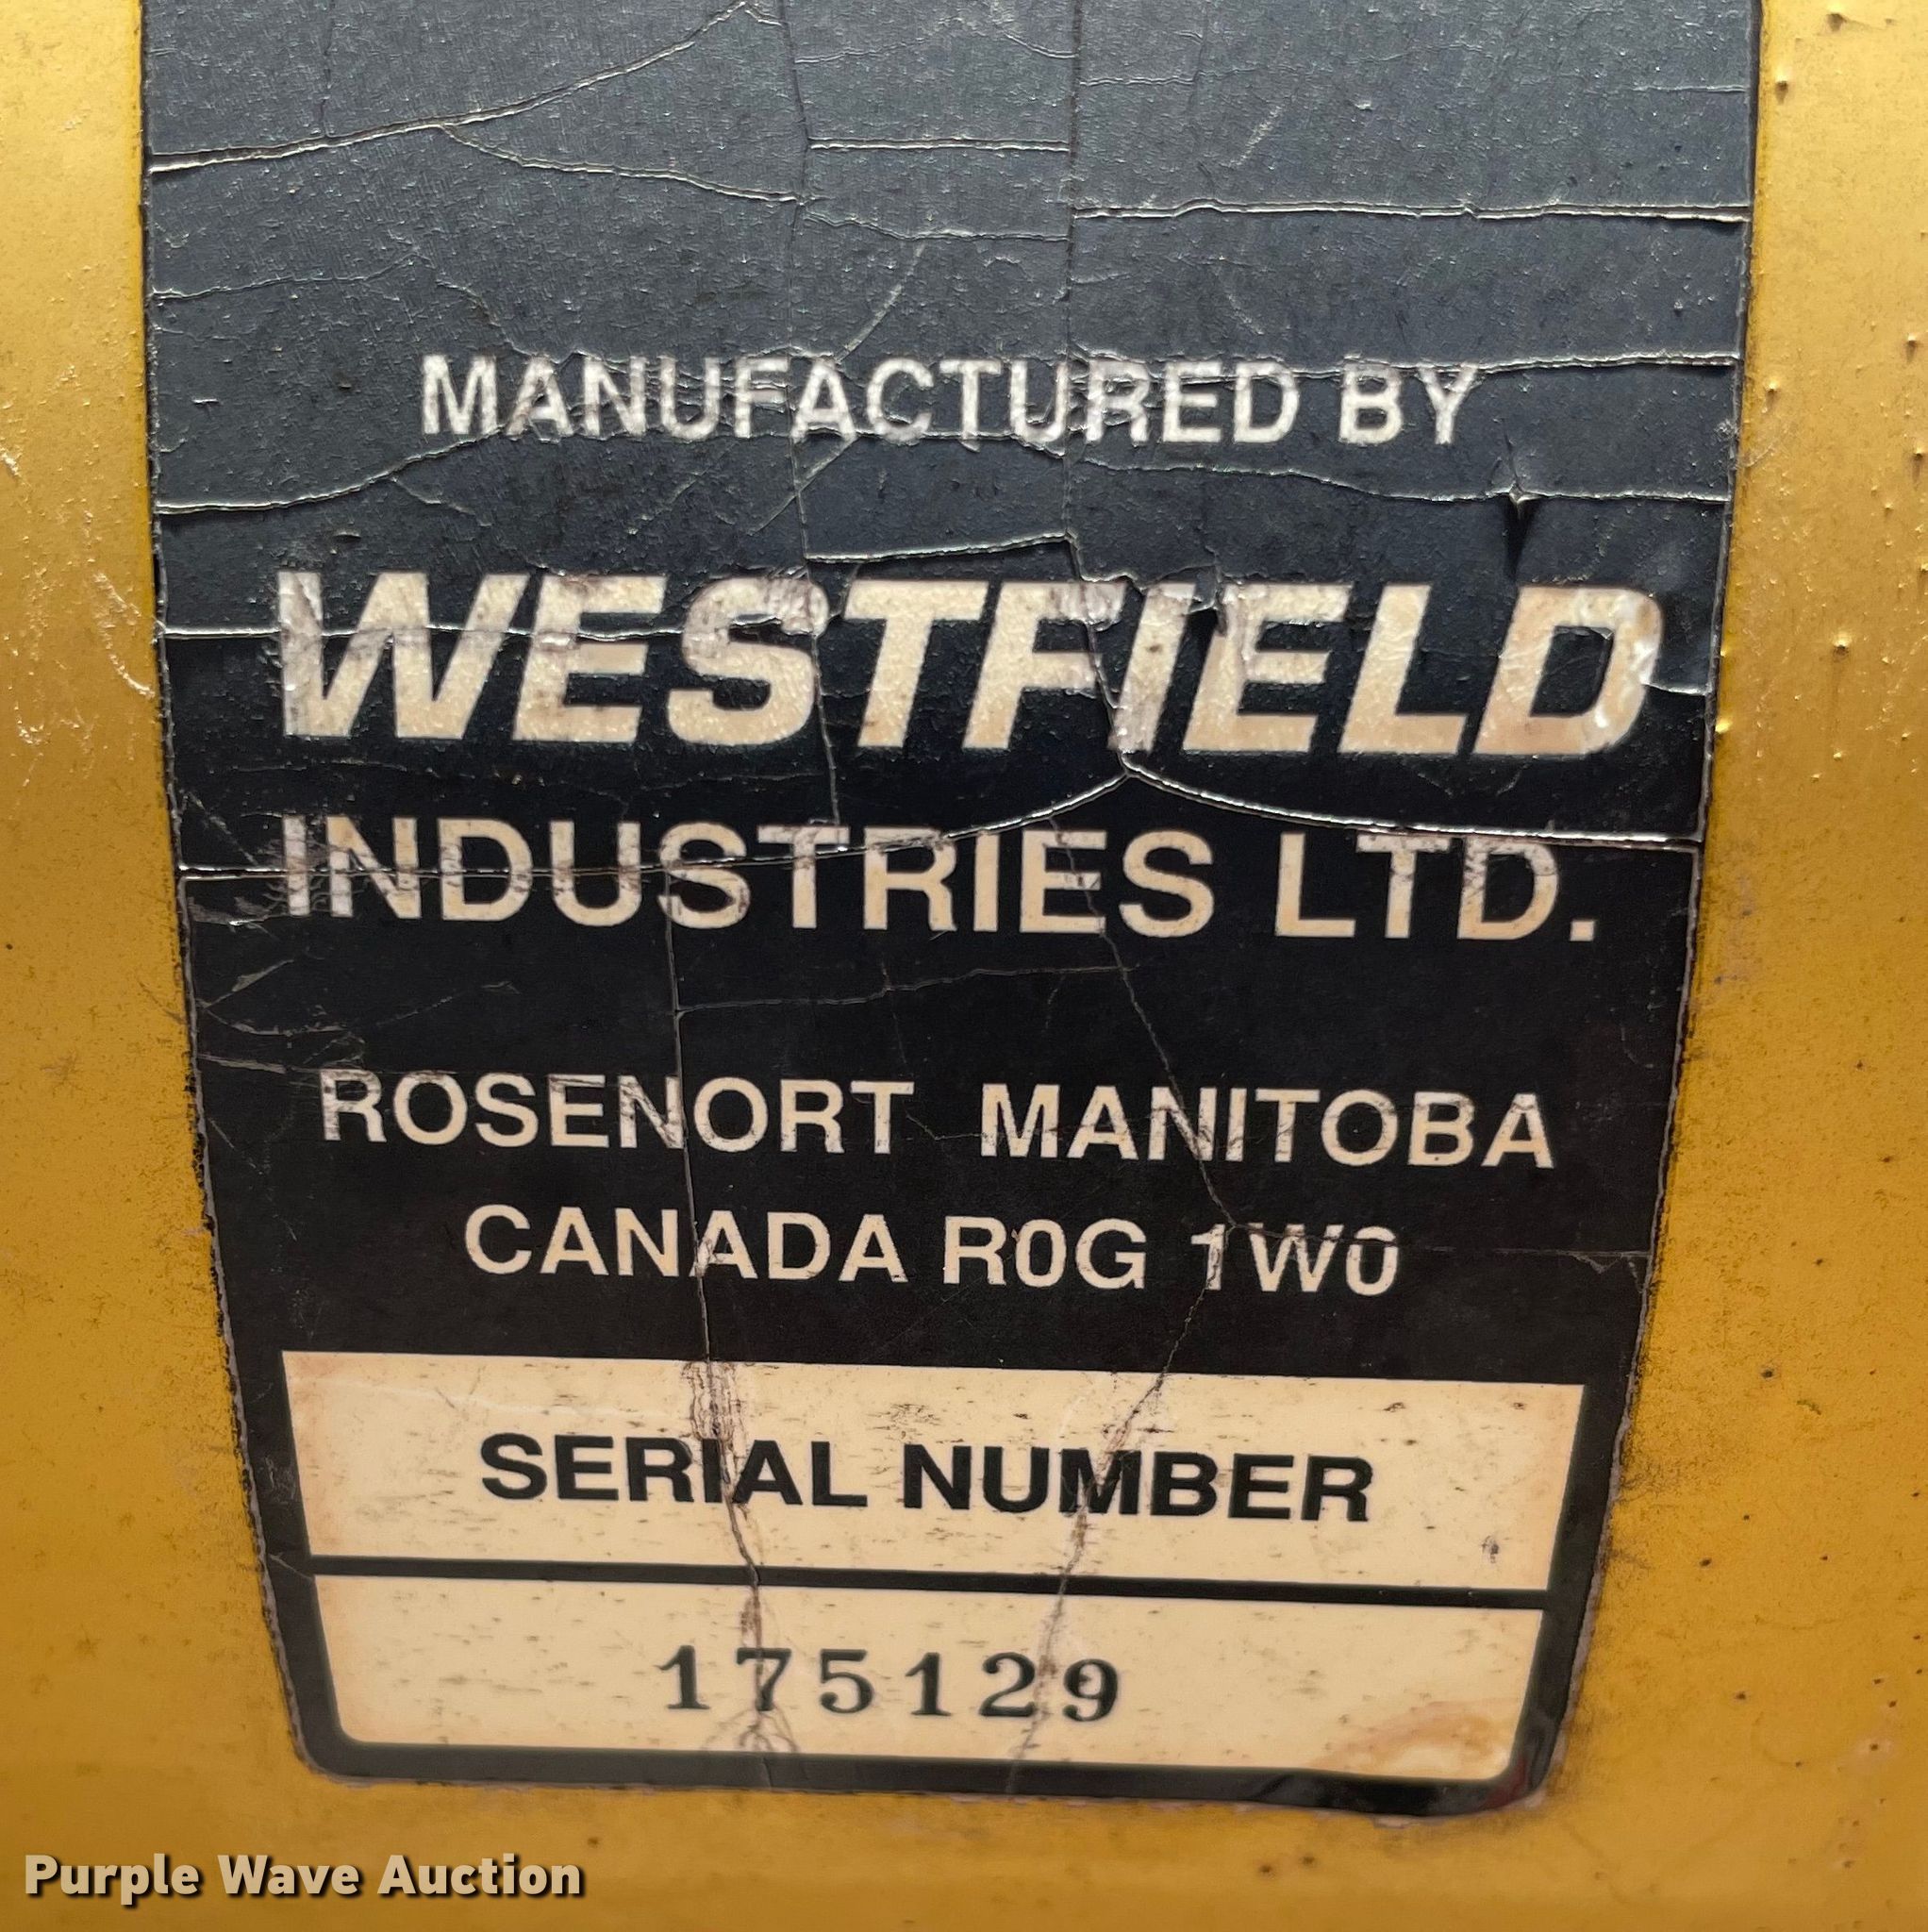 MANUFACTURED BY
WESTFIELD
INDUSTRIES LTD.
ROSENORT MANITOBA
CANADA R0G 1W0
SERIAL NUMBER
175129
Purple Wave Auction